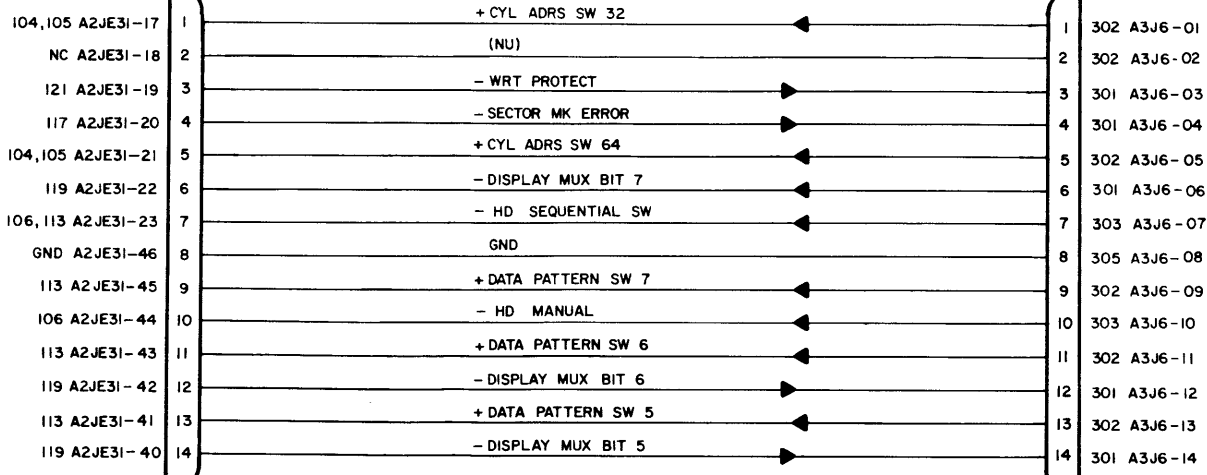 104,105 A2JE31-17 1 + CYL ADRS SW 32 1 302 A3J6-01
NC A2JE31-18 2 (NU) 2 302 A3J6-02
121 A2JE31-19 3 - WRT PROTECT 3 301 A3J6-03
117 A2JE31-20 4 - SECTOR MK ERROR 4 301 A3J6-04
104,105 A2JE31-21 5 + CYL ADRS SW 64 5 302 A3J6-05
119 A2JE31-22 6 - DISPLAY MUX BIT 7 6 301 A3J6-06
106,113 A2JE31-23 7 - HD SEQUENTIAL SW 7 303 A3J6-07
GND A2JE31-46 8 GND 8 305 A3J6-08
113 A2JE31-45 9 + DATA PATTERN SW 7 9 302 A3J6-09
106 A2JE31-44 10 - HD MANUAL 10 303 A3J6-10
113 A2JE31-43 11 + DATA PATTERN SW 6 11 302 A3J6-11
119 A2JE31-42 12 - DISPLAY MUX BIT 6 12 301 A3J6-12
113 A2JE31-41 13 + DATA PATTERN SW 5 13 302 A3J6-13
119 A2JE31-40 14 - DISPLAY MUX BIT 5 14 301 A3J6-14